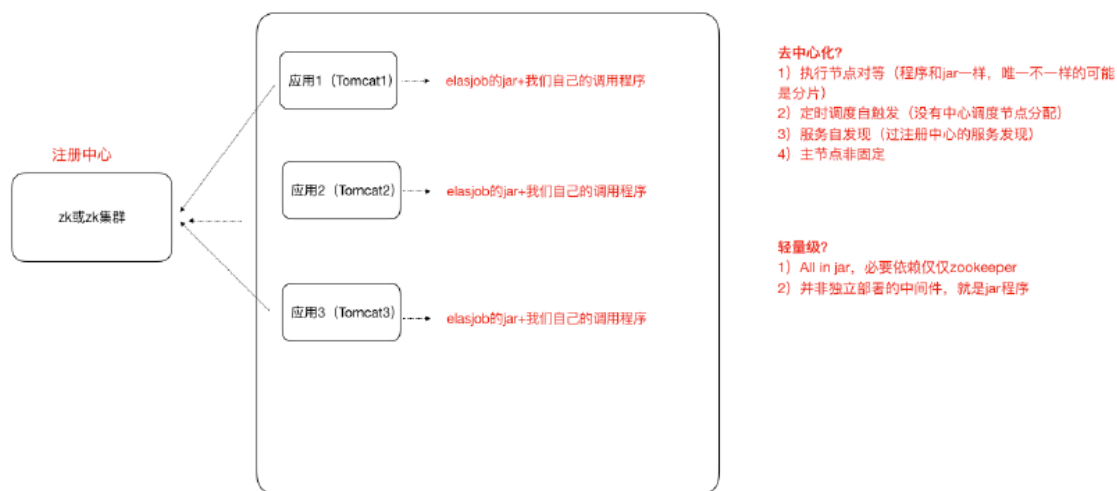 注册中心
zk或zk集群
应用1（Tomcat1）
elasjob的jar+我们自己的调用程序
应用2（Tomcat2）
elasjob的jar+我们自己的调用程序
应用3（Tomcat3）
elasjob的jar+我们自己的调用程序
去中心化?
1）执行节点对等（程序和jar一样，唯一不一样的可能
是分片）
2）定时调度自触发（没有中心调度节点分配）
3）服务自发现（过注册中心的服务发现）
4）主节点非固定
轻量级?
1）All in jar，必要依赖仅仅zookeeper
2）并非独立部署的中间件，就是jar程序